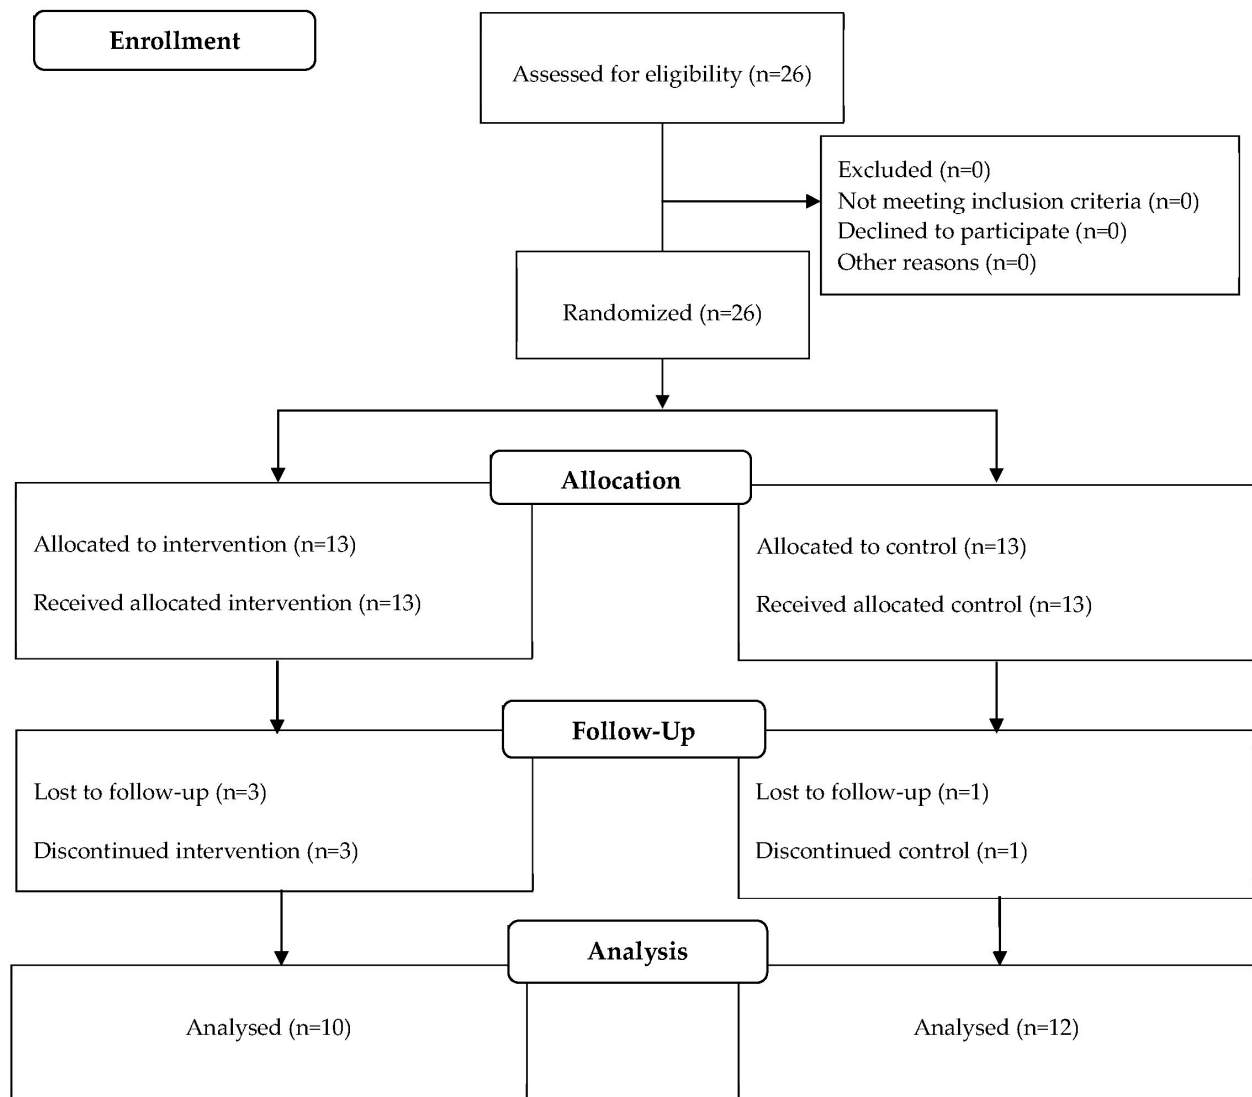 Enrollment
Assessed for eligibility (n=26)
Excluded (n=0)
Not meeting inclusion criteria (n=0)
Declined to participate (n=0)
Other reasons (n=0)
Randomized (n=26)
Allocation
Allocated to intervention (n=13)
Received allocated intervention (n=13)
Allocated to control (n=13)
Received allocated control (n=13)
Follow-Up
Lost to follow-up (n=3)
Discontinued intervention (n=3)
Lost to follow-up (n=1)
Discontinued control (n=1)
Analysis
Analysed (n=10)
Analysed (n=12)